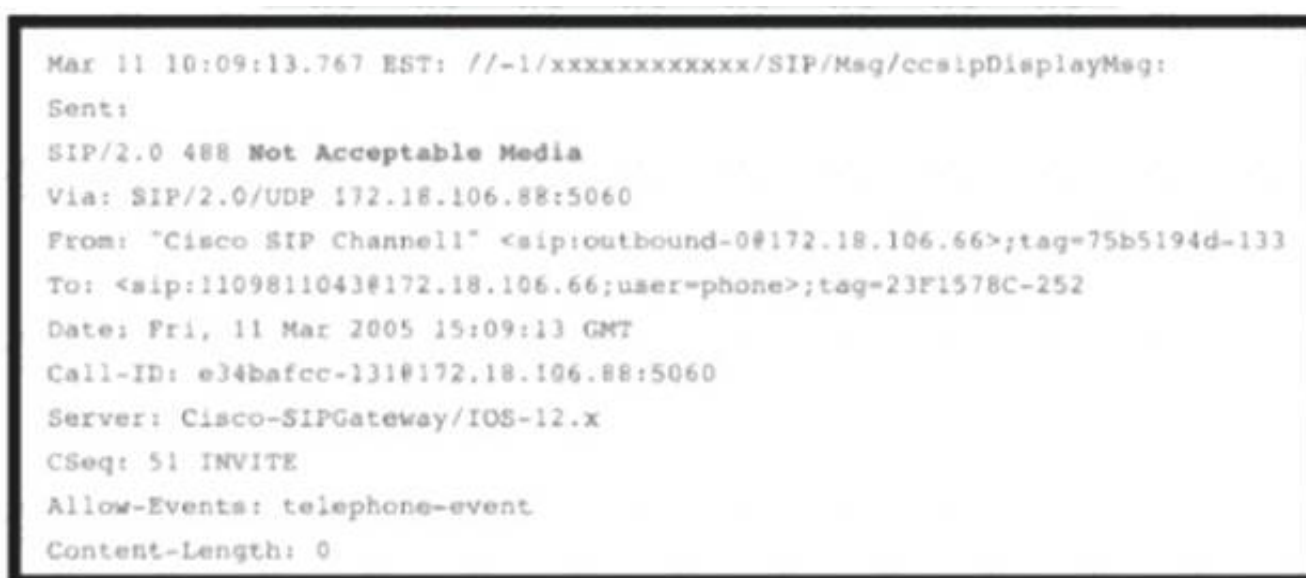 Mar 11 10:09:13.767 EST: //-1/xxxxxxxxxxxx/SIP/Msg/ccsipDisplayMsg:
Sent:
SIP/2.0 488 Not Acceptable Media
Via: SIP/2.0/UDP 172.18.106.88:5060
From: "Cisco SIP Channel1" <sip:outbound-0@172.18.106.66>;tag=75b5194d-133
To: <sip:1109811043@172.18.106.66;user=phone>;tag=23F1578C-252
Date: Fri, 11 Mar 2005 15:09:13 GMT
Call-ID: e34bafcc-131@172.18.106.88:5060
Server: Cisco-SIPGateway/IOS-12.x
CSeq: 51 INVITE
Allow-Events: telephone-event
Content-Length: 0